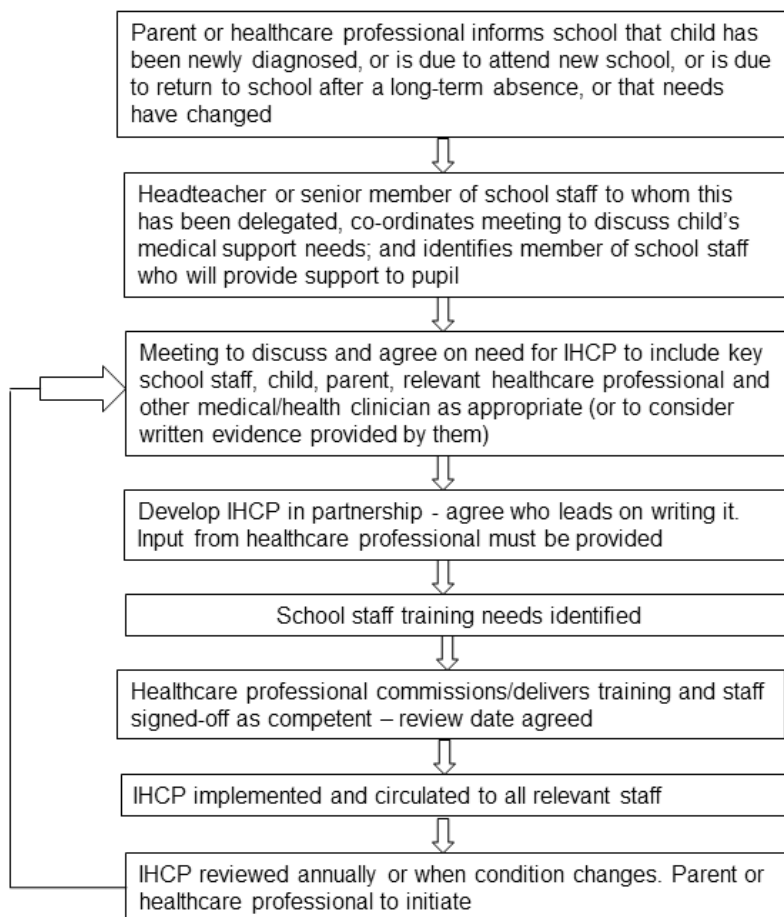 Parent or healthcare professional informs school that child has
been newly diagnosed, or is due to attend new school, or is due
to return to school after a long-term absence, or that needs
have changed
Headteacher or senior member of school staff to whom this
has been delegated, co-ordinates meeting to discuss child's
medical support needs; and identifies member of school staff
who will provide support to pupil
Meeting to discuss and agree on need for IHCP to include key
school staff, child, parent, relevant healthcare professional and
other medical/health clinician as appropriate (or to consider
written evidence provided by them)
Develop IHCP in partnership - agree who leads on writing it.
Input from healthcare professional must be provided
School staff training needs identified
Healthcare professional commissions/delivers training and staff
signed-off as competent – review date agreed
IHCP implemented and circulated to all relevant staff
IHCP reviewed annually or when condition changes. Parent or
healthcare professional to initiate